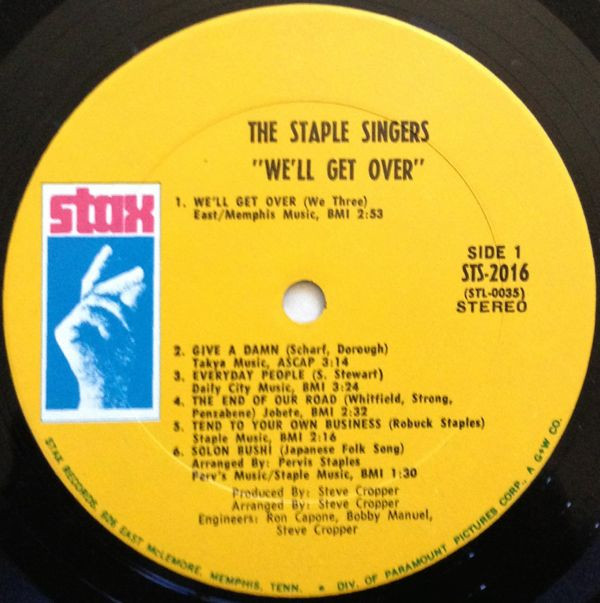 THE STAPLE SINGERS
"WE'LL GET OVER"
stax
1. WE'LL GET OVER (We Three)
East/Memphis Music, BMI 2:53
SIDE 1
STS-2016
(STL-0035)
STEREO
2. GIVE A DAMN (Scharf, Dorough)
Takya Music, ASCAP 3:14
3. EVERYDAY PEOPLE (S. Stewart)
Daily City Music, BMI 3:24
4. THE END OF OUR ROAD (Whitfield, Strong,
Penzabene) Jobete, BMI 2:32
5. TEND TO YOUR OWN BUSINESS (Robuck Staples)
Staple Music, BMI 2:16
6. SOLON BUSHI (Japanese Folk Song)
Arranged By: Pervis Staples
Perv's Music/Staple Music, BMI 1:30
Produced By: Steve Cropper
Arranged By: Steve Cropper
Engineers: Ron Capone, Bobby Manuel,
Steve Cropper
STAX RECORDS, 926 EAST McLEMORE, MEMPHIS, TENN. * DIV. OF PARAMOUNT PICTURES CORP., A G+W CO.